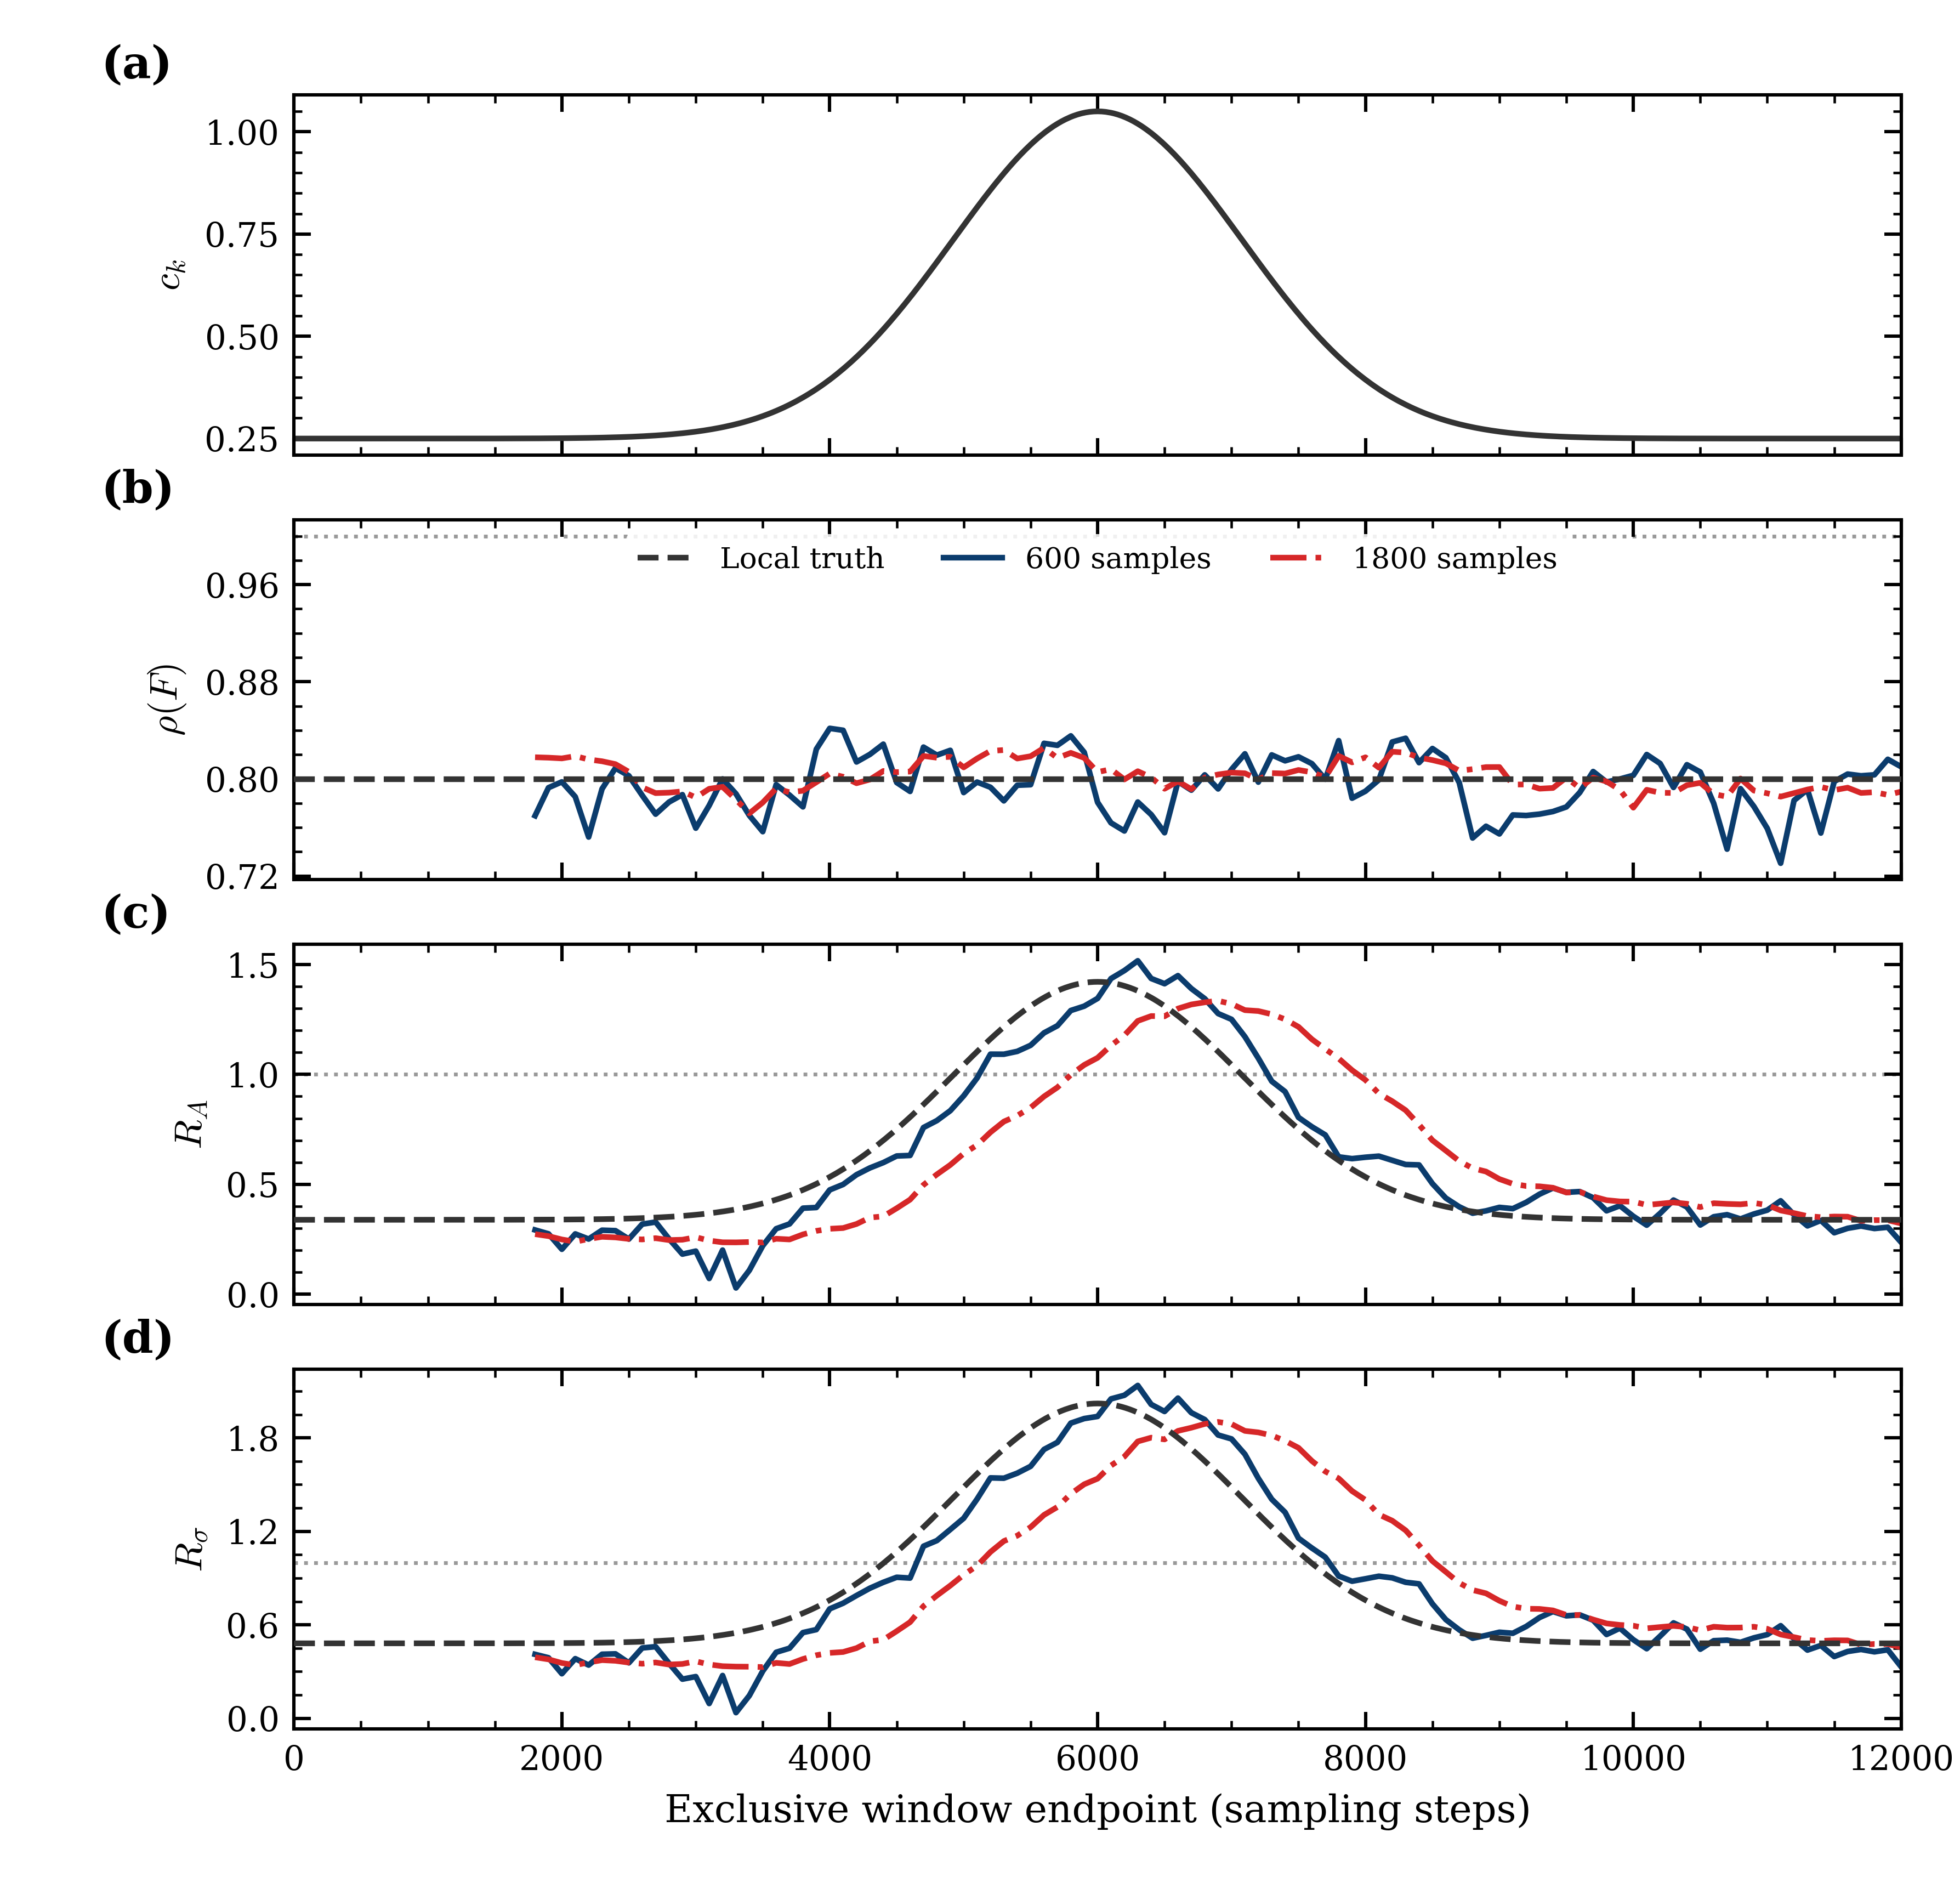 (a)
1.00
0.75
0.50
0.25
c_k
(b)
Local truth 600 samples 1800 samples
0.96
0.88
0.80
0.72
ρ(F)
(c)
1.5
1.0
0.5
0.0
R_A
(d)
1.8
1.2
0.6
0.0
R_σ
0 2000 4000 6000 8000 10000 12000
Exclusive window endpoint (sampling steps)